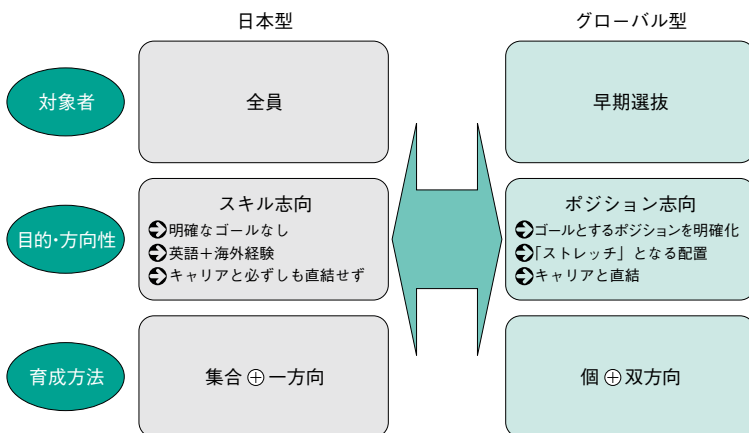 日本型
グローバル型
対象者
全員
早期選抜
目的・方向性
スキル志向
➲明確なゴールなし
➲英語＋海外経験
➲キャリアと必ずしも直結せず
ポジション志向
➲ゴールとするポジションを明確化
➲「ストレッチ」となる配置
➲キャリアと直結
育成方法
集合⊕一方向
個⊕双方向